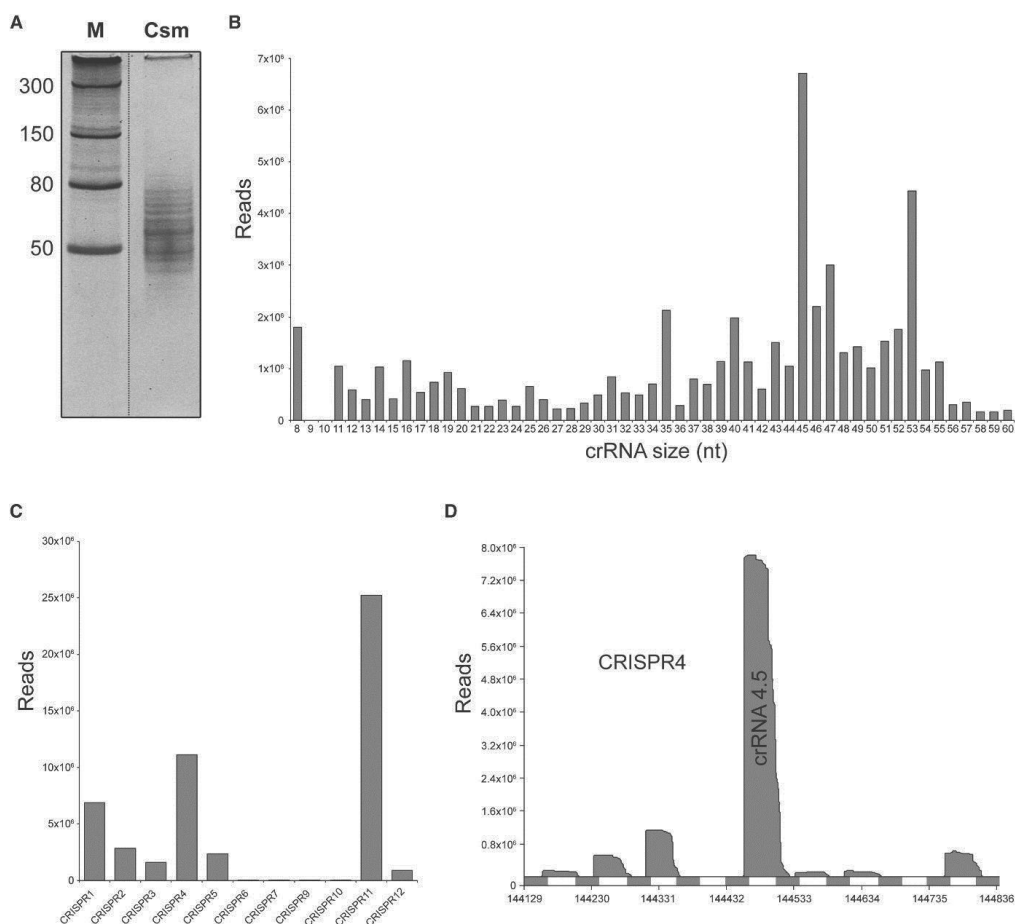 A
M Csm
300
150
80
50
B
7x10⁶
6x10⁶
5x10⁶
4x10⁶
3x10⁶
2x10⁶
1x10⁶
0
Reads
8 9 10 11 12 13 14 15 16 17 18 19 20 21 22 23 24 25 26 27 28 29 30 31 32 33 34 35 36 37 38 39 40 41 42 43 44 45 46 47 48 49 50 51 52 53 54 55 56 57 58 59 60
crRNA size (nt)
C
30x10⁶
25x10⁶
20x10⁶
15x10⁶
10x10⁶
5x10⁶
0
Reads
CRISPR1 CRISPR2 CRISPR3 CRISPR4 CRISPR5 CRISPR6 CRISPR7 CRISPR9 CRISPR10 CRISPR11 CRISPR12
D
8.0x10⁶
7.2x10⁶
6.4x10⁶
5.6x10⁶
4.8x10⁶
4.0x10⁶
3.2x10⁶
2.4x10⁶
1.6x10⁶
0.8x10⁶
0
Reads
CRISPR4
crRNA 4.5
144129 144230 144331 144432 144533 144634 144735 144836